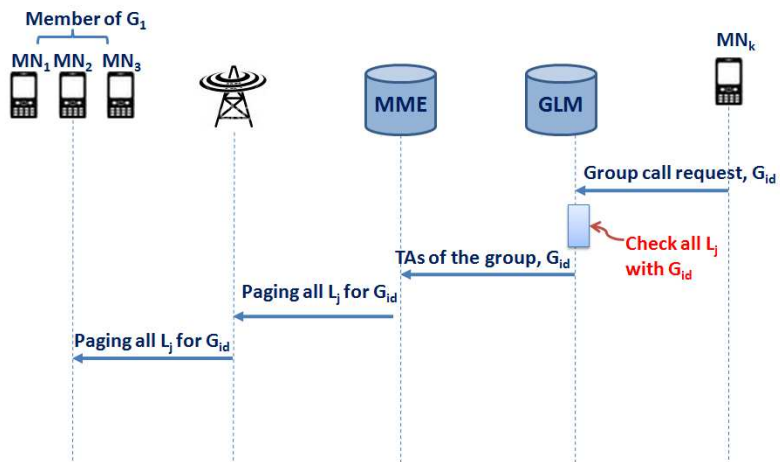 Member of G1
MN1 MN2 MN3
MNk
MME
GLM
Group call request, Gid
Check all Lj
with Gid
TAs of the group, Gid
Paging all Lj for Gid
Paging all Lj for Gid